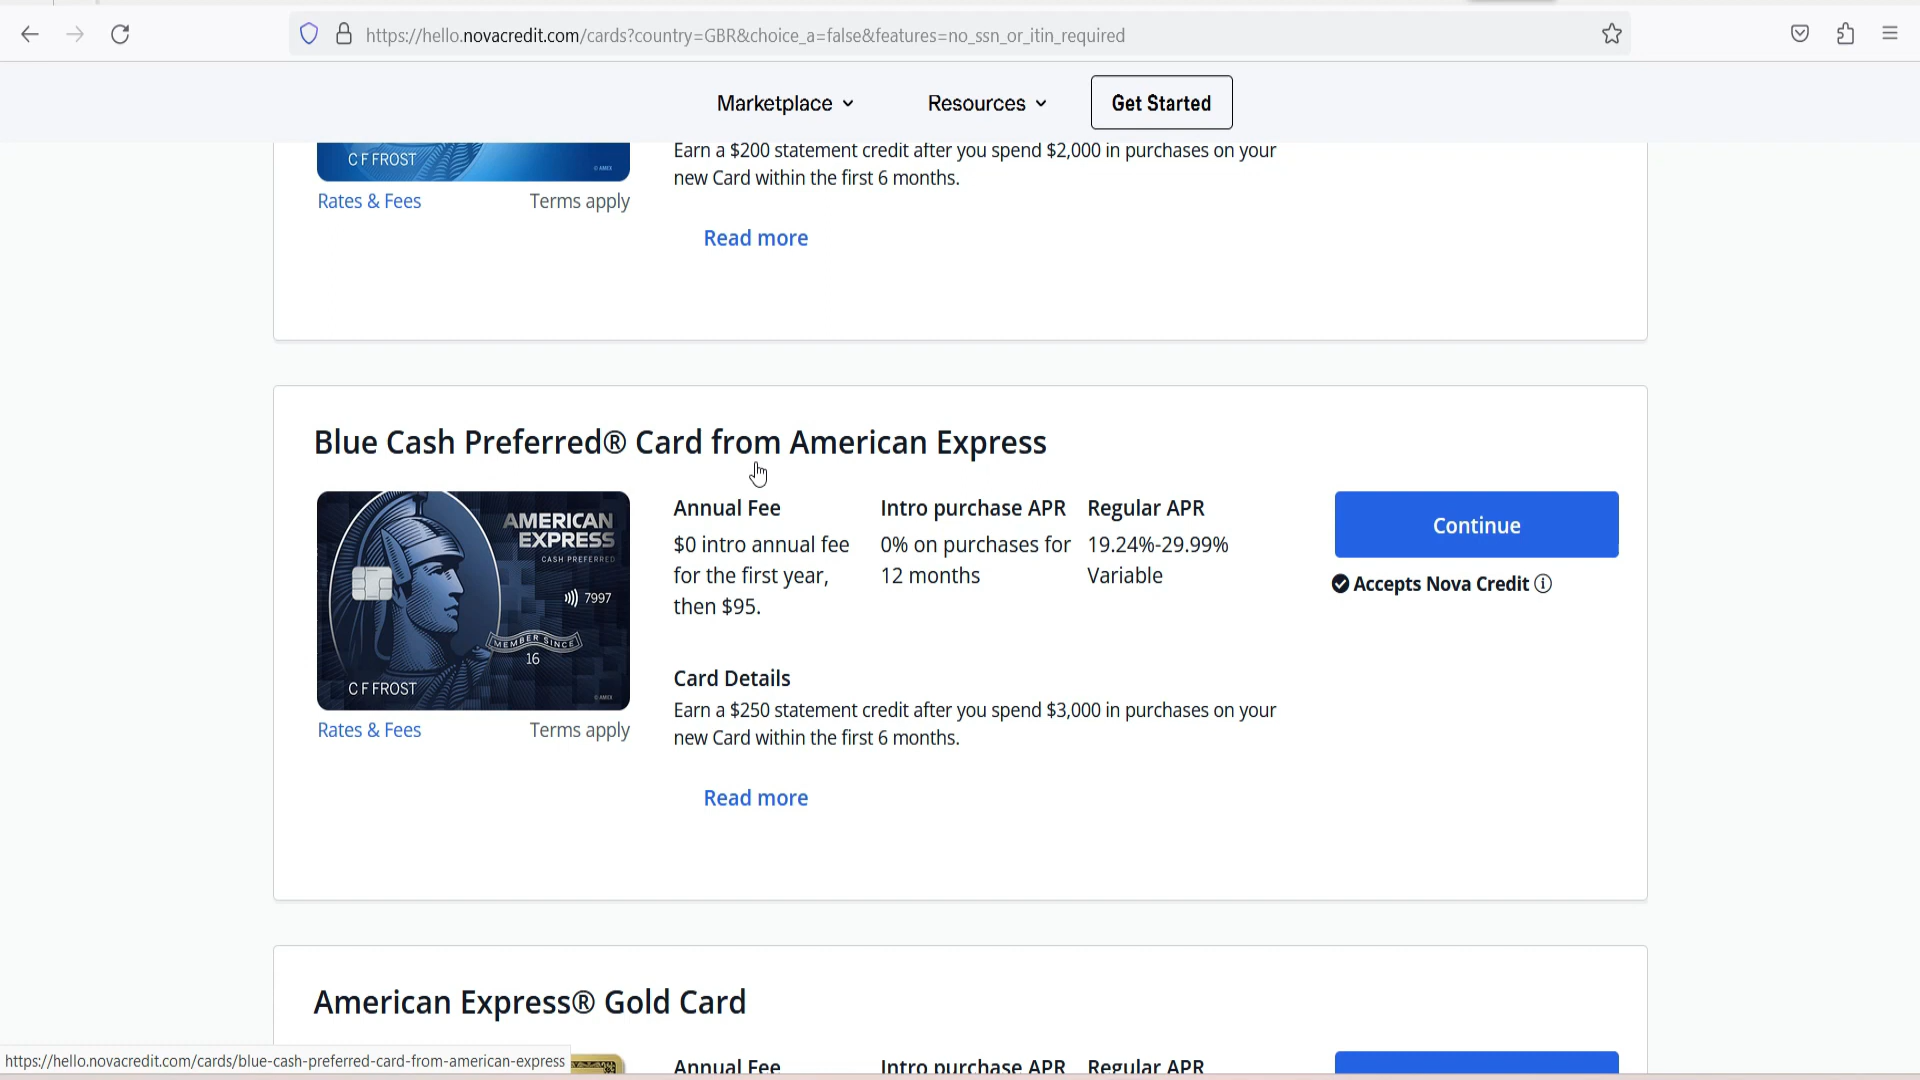 https://hello.novacredit.com/cards?country=GBR&choice_a=false&features=no_ssn_or_itin_required
Marketplace
Resources
Get Started
C F FROST
© AMEX
Rates & Fees
Terms apply
Earn a $200 statement credit after you spend $2,000 in purchases on your
new Card within the first 6 months.
Read more
Blue Cash Preferred® Card from American Express
AMERICAN
EXPRESS
CASH PREFERRED
7997
MEMBER SINCE
16
C F FROST
© AMEX
Rates & Fees
Terms apply
Annual Fee
$0 intro annual fee
for the first year,
then $95.
Intro purchase APR
0% on purchases for
12 months
Regular APR
19.24%-29.99%
Variable
Continue
Accepts Nova Credit
Card Details
Earn a $250 statement credit after you spend $3,000 in purchases on your
new Card within the first 6 months.
Read more
American Express® Gold Card
Annual Fee
Intro purchase APR
Regular APR
https://hello.novacredit.com/cards/blue-cash-preferred-card-from-american-express